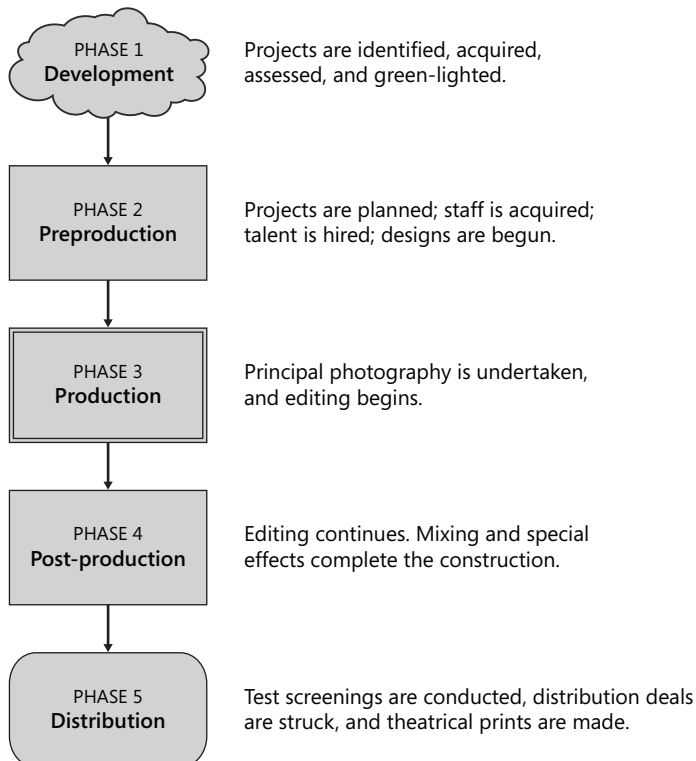 PHASE 1
Development
Projects are identified, acquired,
assessed, and green-lighted.
PHASE 2
Preproduction
Projects are planned; staff is acquired;
talent is hired; designs are begun.
PHASE 3
Production
Principal photography is undertaken,
and editing begins.
PHASE 4
Post-production
Editing continues. Mixing and special
effects complete the construction.
PHASE 5
Distribution
Test screenings are conducted, distribution deals
are struck, and theatrical prints are made.